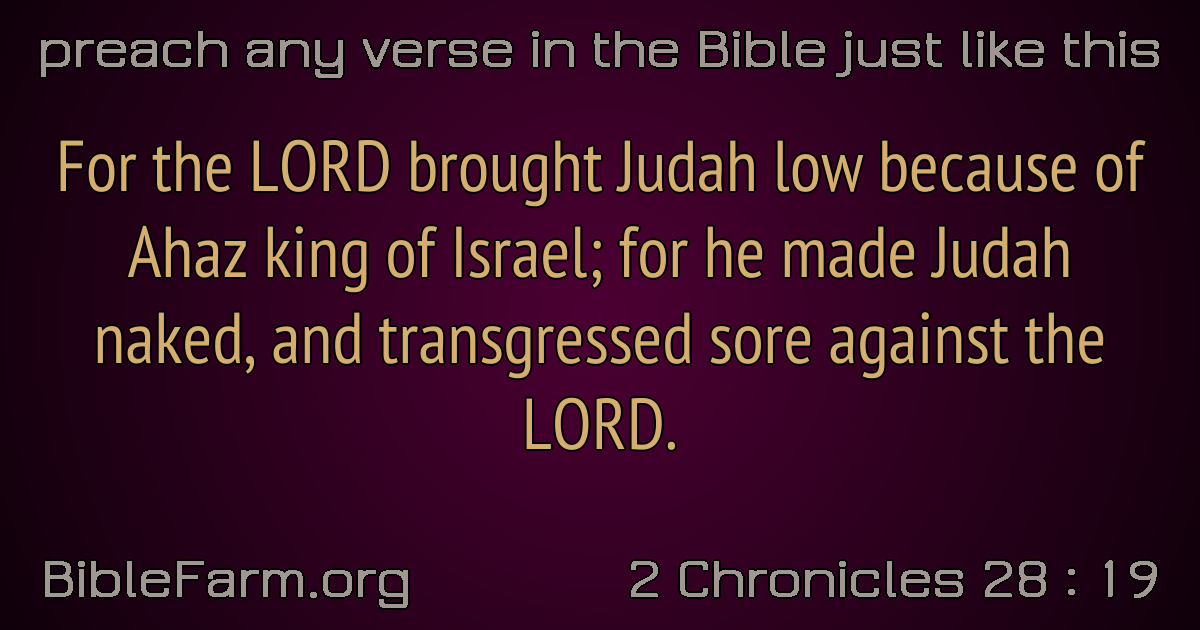 preach any verse in the Bible just like this
For the LORD brought Judah low because of
Ahaz king of Israel; for he made Judah
naked, and transgressed sore against the
LORD.
BibleFarm.org
2 Chronicles 28 : 19